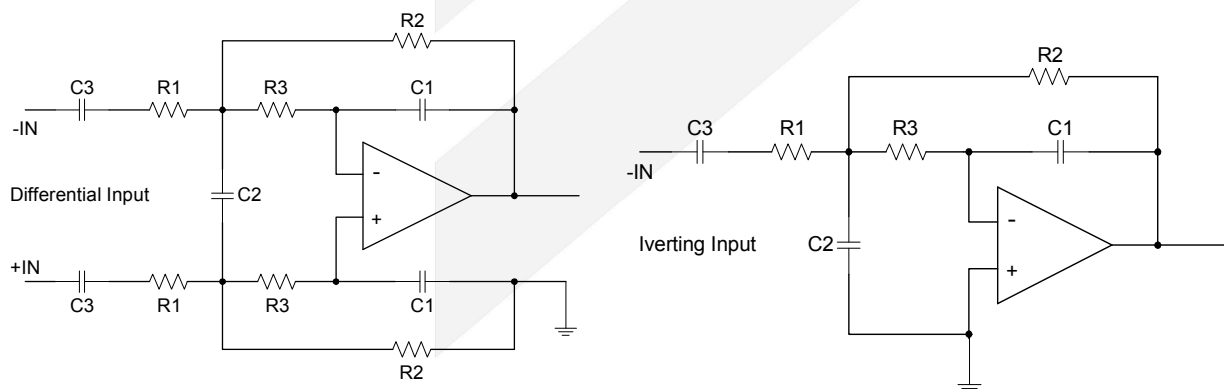 R2
C3
R1
R3
C1
-IN
Differential Input
C2
-
+
+IN
C3
R1
R3
C1
R2
R2
C3
R1
R3
C1
-IN
Iverting Input
C2
-
+